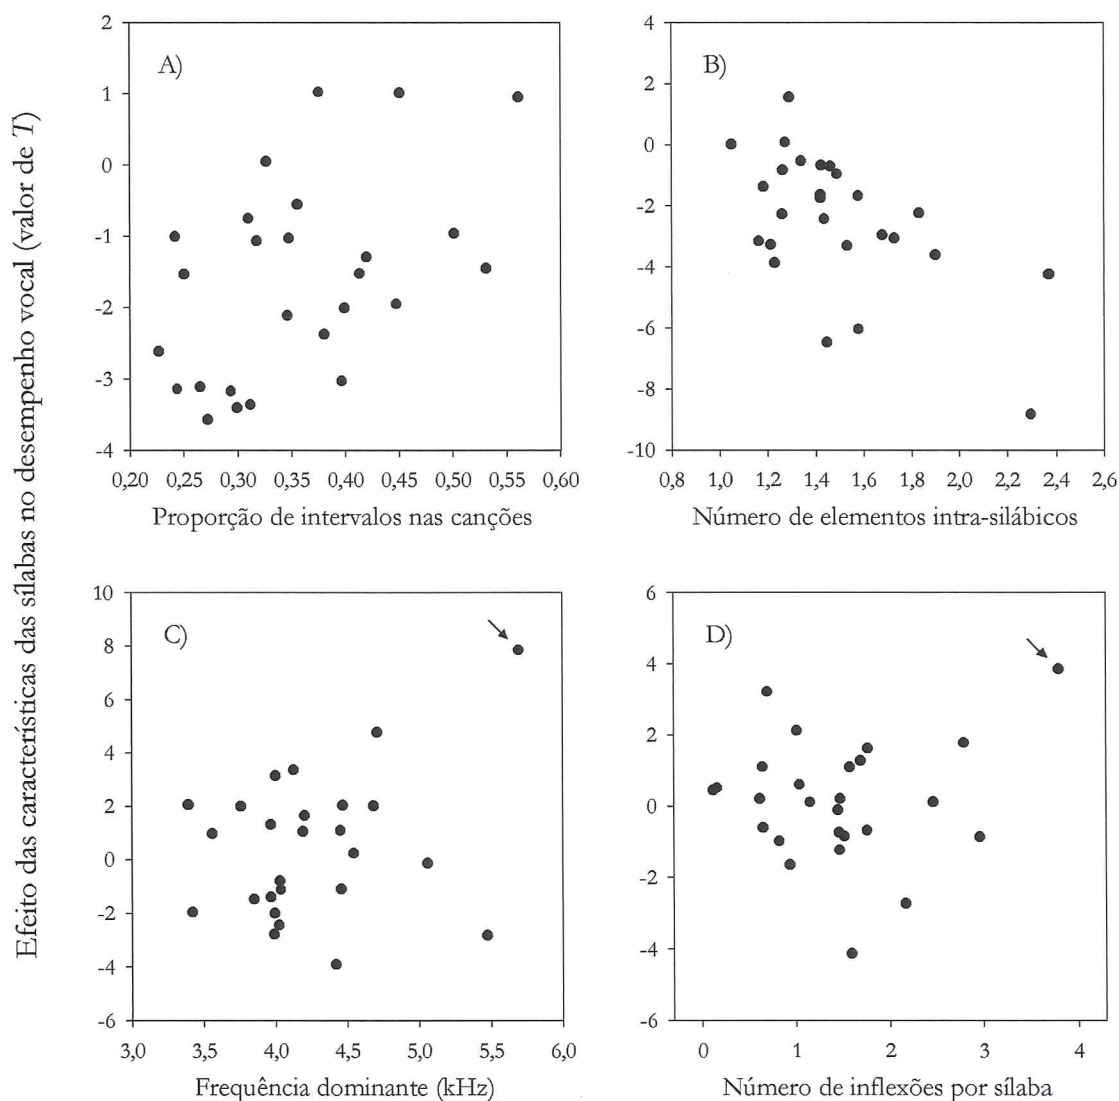 Efeito das características das sílabas no desempenho vocal (valor de T)
A)
2
1
0
-1
-2
-3
-4
0,20 0,25 0,30 0,35 0,40 0,45 0,50 0,55 0,60
Proporção de intervalos nas canções
B)
4
2
0
-2
-4
-6
-8
-10
0,8 1,0 1,2 1,4 1,6 1,8 2,0 2,2 2,4 2,6
Número de elementos intra-silábicos
C)
10
8
6
4
2
0
-2
-4
-6
3,0 3,5 4,0 4,5 5,0 5,5 6,0
Frequência dominante (kHz)
D)
6
4
2
0
-2
-4
-6
0 1 2 3 4
Número de inflexões por sílaba